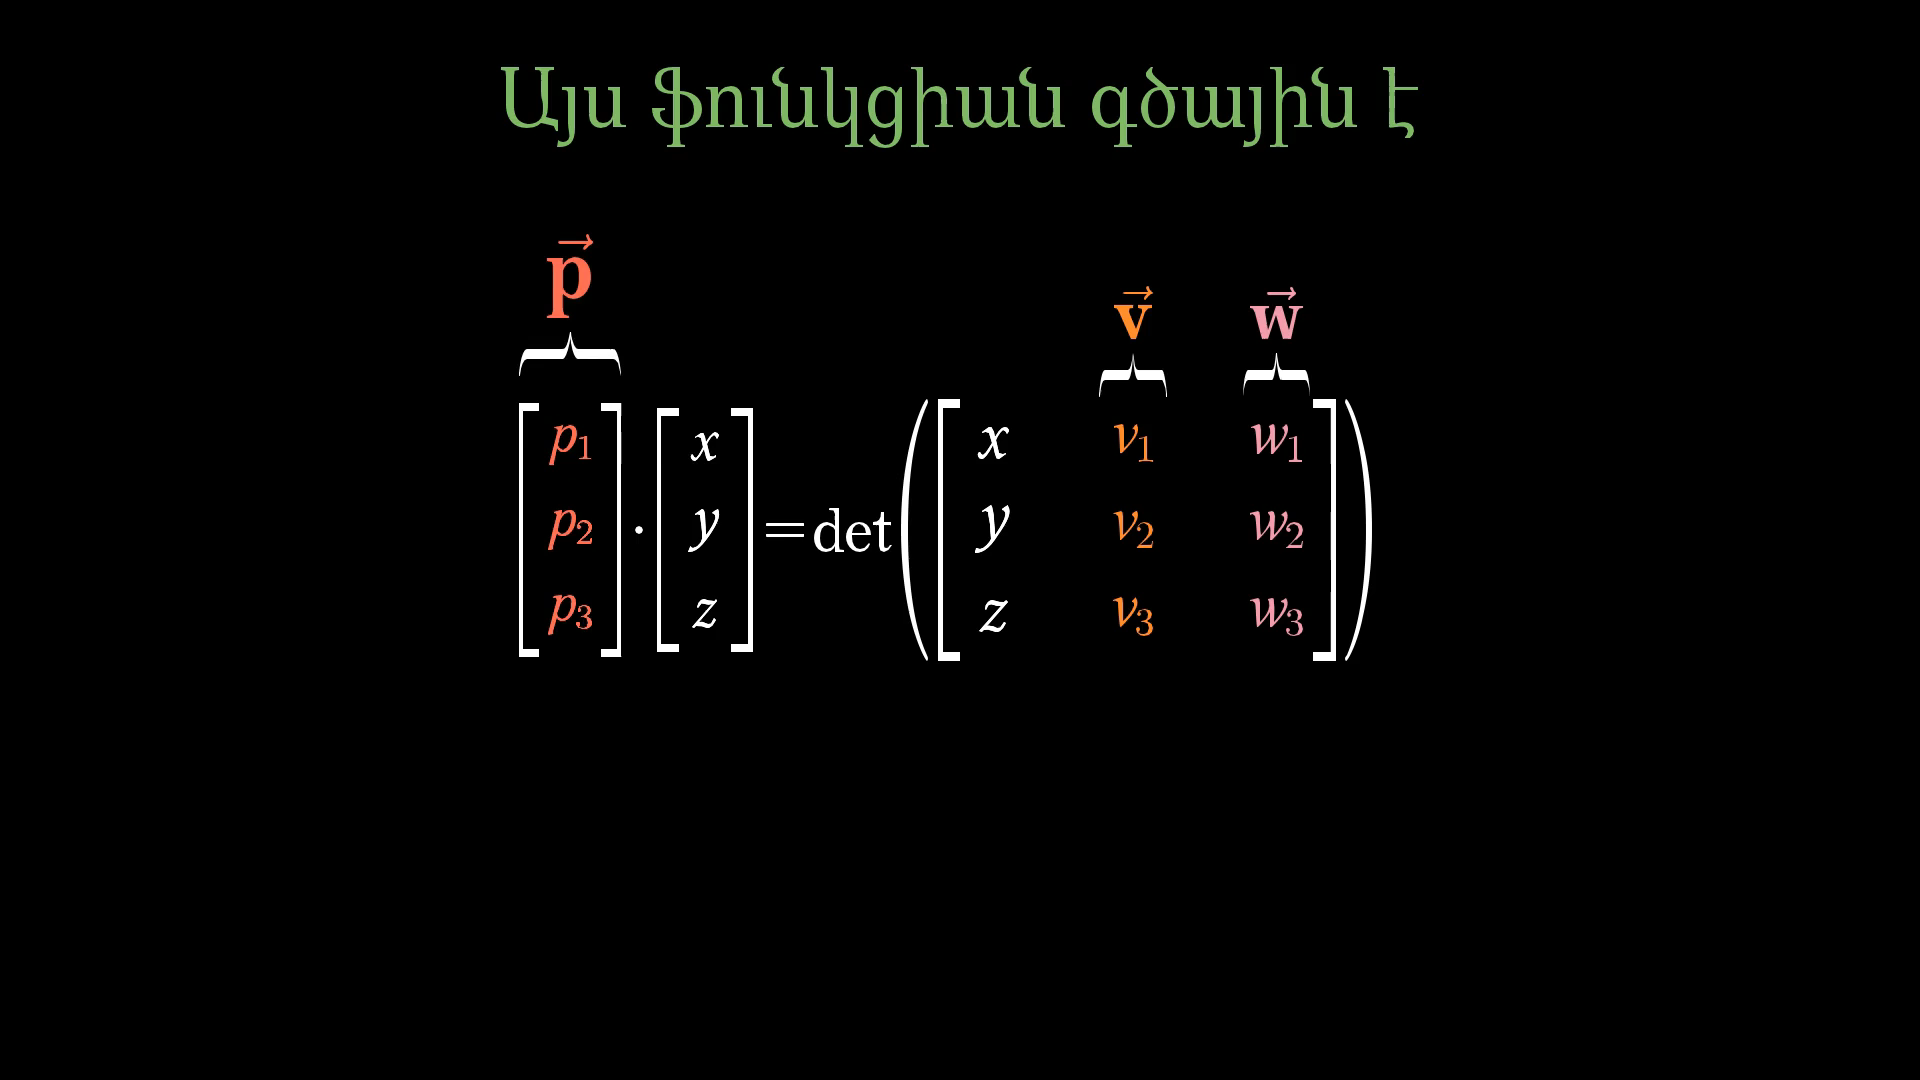 Այս ֆունկցիան գծային է
p⃗
v⃗ w⃗
[p₁ p₂ p₃] · [x y z] = det([x v₁ w₁
y v₂ w₂
z v₃ w₃])